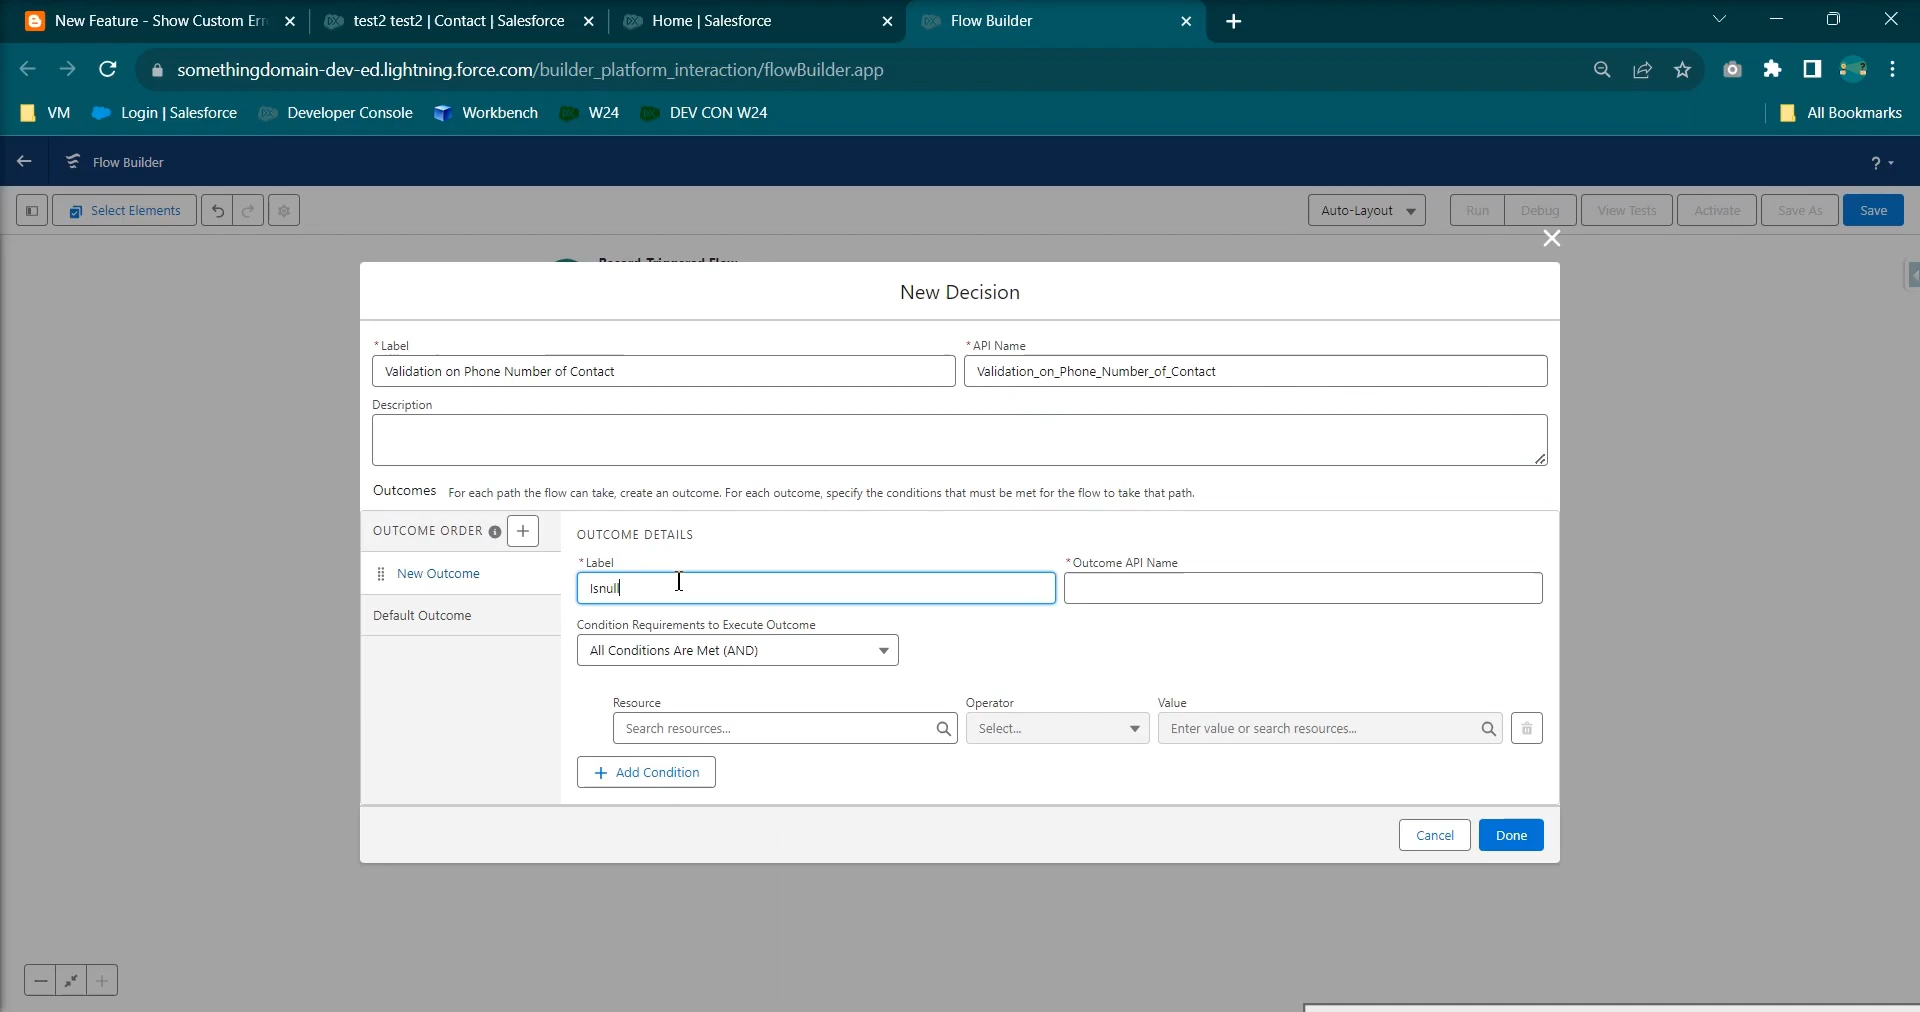 New Feature - Show Custom Err
test2 test2 | Contact | Salesforce
Home | Salesforce
Flow Builder
somethingdomain-dev-ed.lightning.force.com/builder_platform_interaction/flowBuilder.app
VM
Login | Salesforce
Developer Console
Workbench
W24
DEV CON W24
All Bookmarks
Flow Builder
?
Select Elements
Auto-Layout
Run
Debug
View Tests
Activate
Save As
Save
Record-Triggered Flow
New Decision
* Label
Validation on Phone Number of Contact
* API Name
Validation_on_Phone_Number_of_Contact
Description
Outcomes For each path the flow can take, create an outcome. For each outcome, specify the conditions that must be met for the flow to take that path.
OUTCOME ORDER
New Outcome
Default Outcome
OUTCOME DETAILS
* Label
Isnull
* Outcome API Name
Condition Requirements to Execute Outcome
All Conditions Are Met (AND)
Resource
Search resources...
Operator
Select...
Value
Enter value or search resources...
+ Add Condition
Cancel
Done